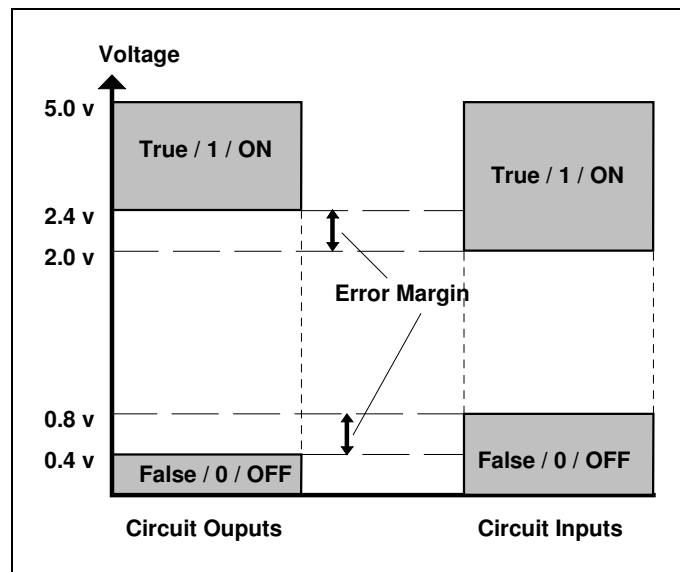 Voltage
5.0 v
True / 1 / ON
True / 1 / ON
2.4 v
2.0 v
Error Margin
0.8 v
0.4 v
False / 0 / OFF
False / 0 / OFF
Circuit Ouputs
Circuit Inputs